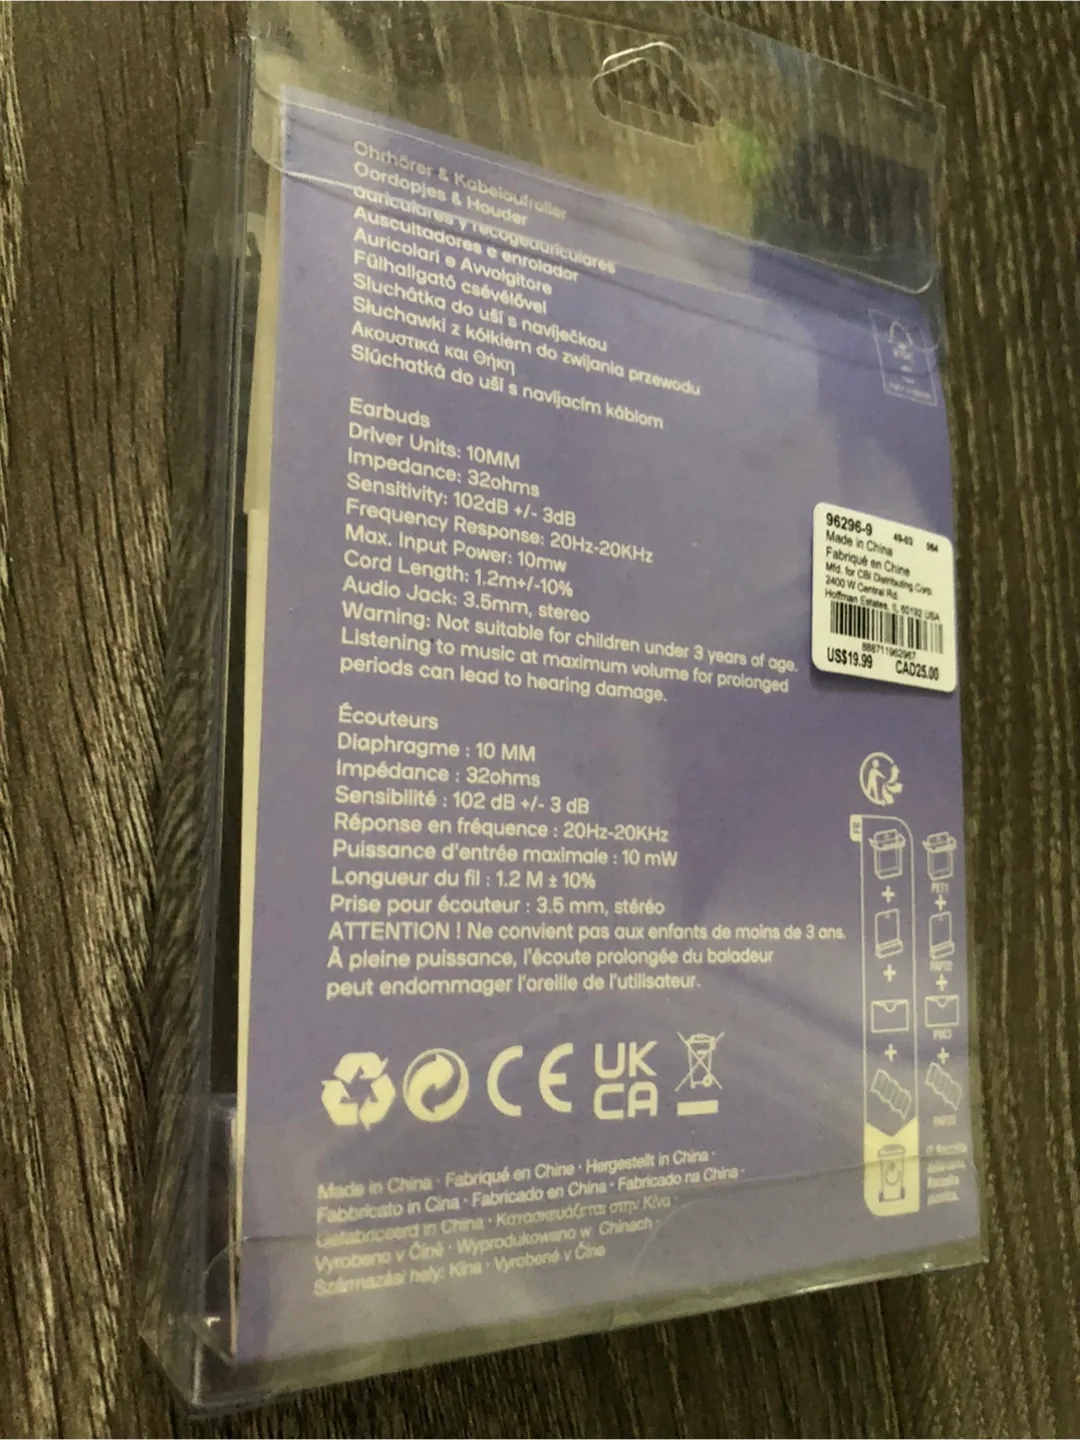 Ohrhörer & Kabelaufroller
Oordopjes & Houder
auriculares y recogeauriculares
Auscultadores e enrolador
Auricolari e Avvolgitore
Fülhallgató csévélővel
Sluchátka do uší s navíječkou
Słuchawki z kółkiem do zwijania przewodu
Ακουστικά και Θήκη
Slúchatká do uší s navíjacím káblom
Earbuds
Driver Units: 10MM
Impedance: 32ohms
Sensitivity: 102dB +/- 3dB
Frequency Response: 20Hz-20KHz
Max. Input Power: 10mw
Cord Length: 1.2m+/-10%
Audio Jack: 3.5mm, stereo
Warning: Not suitable for children under 3 years of age.
Listening to music at maximum volume for prolonged
periods can lead to hearing damage.
Écouteurs
Diaphragme : 10 MM
Impédance : 32ohms
Sensibilité : 102 dB +/- 3 dB
Réponse en fréquence : 20Hz-20KHz
Puissance d'entrée maximale : 10 mW
Longueur du fil : 1.2 M ± 10%
Prise pour écouteur : 3.5 mm, stéréo
ATTENTION ! Ne convient pas aux enfants de moins de 3 ans.
À pleine puissance, l'écoute prolongée du baladeur
peut endommager l'oreille de l'utilisateur.
CE UK
CA
Made in China · Fabriqué en Chine · Hergestellt in China ·
Fabbricato in Cina · Fabricado en China · Fabricado na China ·
Gefabriceerd in China · Κατασκευάζεται στην Κίνα ·
Vyrobeno v Číně · Wyprodukowano w Chinach ·
Származási hely: Kína · Vyrobené v Číne
96296-9
49-03 564
Made in China
Fabriqué en Chine
Mfd. for CBI Distributing Corp.
2400 W Central Rd.
Hoffman Estates, IL 60192 USA
888711962967
US$19.99 CAD25.00